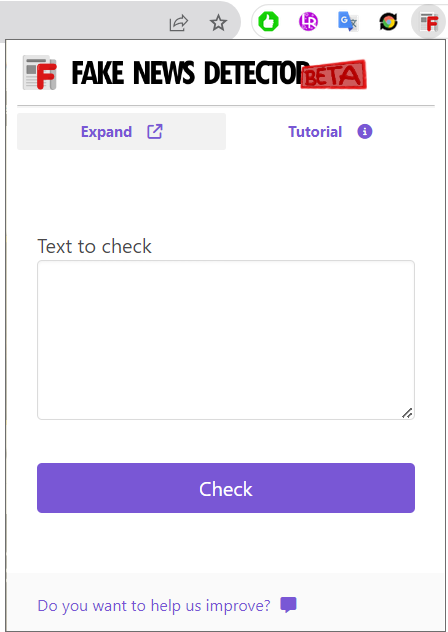 FAKE NEWS DETECTOR BETA
Expand
Tutorial
Text to check
Check
Do you want to help us improve?